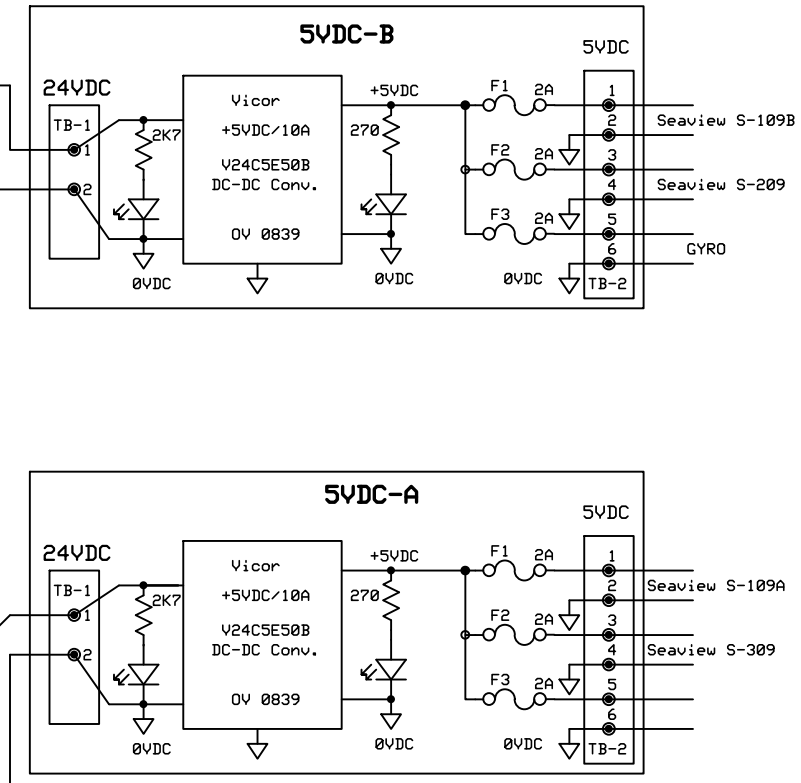 5VDC-B
5VDC
24VDC
TB-1
1
2
2K7
Vicor
+5VDC/10A
V24C5E50B
DC-DC Conv.
OV 0839
0VDC
+5VDC
270
0VDC
F1 2A
F2 2A
F3 2A
0VDC
1
2
3
4
5
6
TB-2
Seaview S-109B
Seaview S-209
GYRO
5VDC-A
5VDC
24VDC
TB-1
1
2
2K7
Vicor
+5VDC/10A
V24C5E50B
DC-DC Conv.
OV 0839
0VDC
+5VDC
270
0VDC
F1 2A
F2 2A
F3 2A
0VDC
1
2
3
4
5
6
TB-2
Seaview S-109A
Seaview S-309